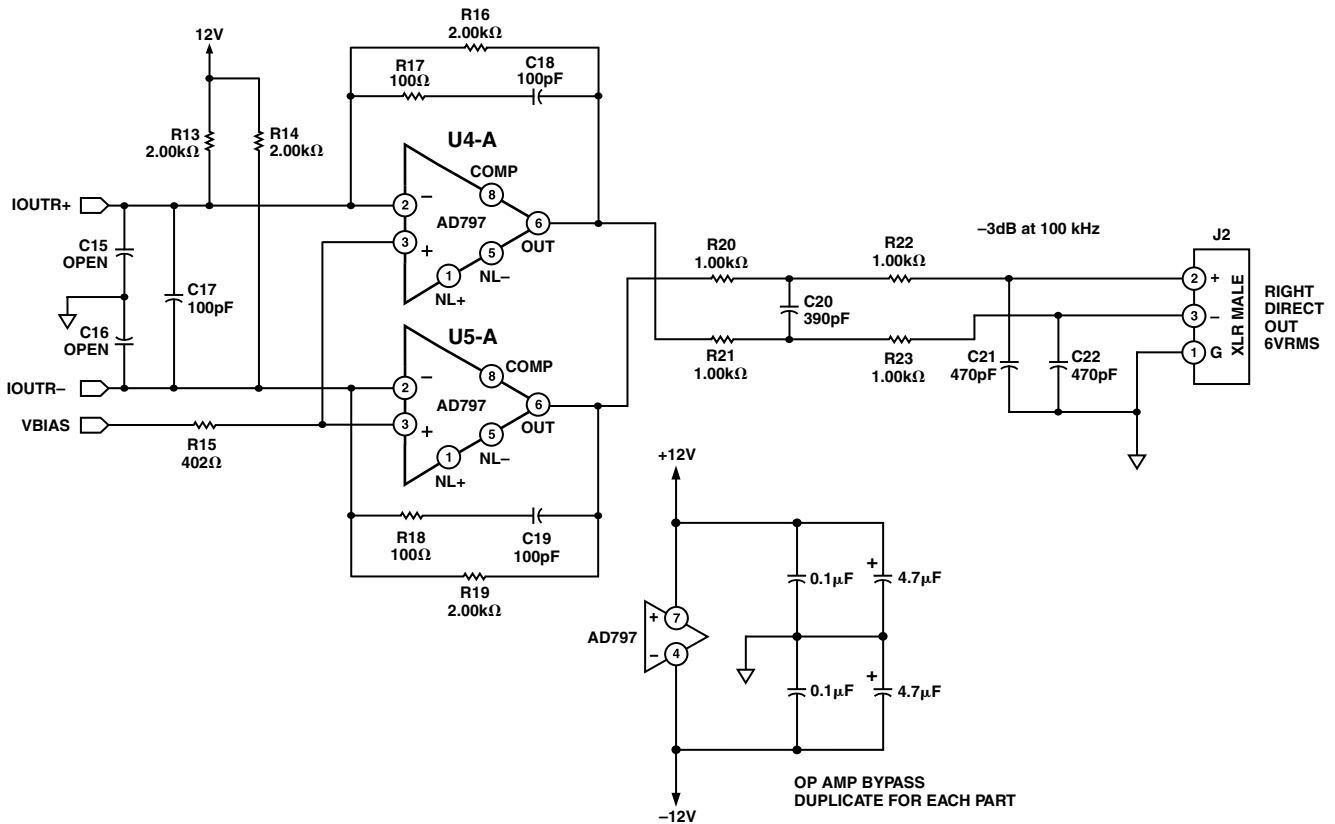 R16
2.00kΩ
12V
R17
100Ω
C18
100pF
R13
2.00kΩ
R14
2.00kΩ
U4-A
COMP
8
IOUTR+
2
–
AD797
6
OUT
3
+
5
NL–
1
NL+
C15
OPEN
C17
100pF
C16
OPEN
–3dB at 100 kHz
J2
R20
1.00kΩ
R22
1.00kΩ
2
+
C20
390pF
3
–
XLR MALE
RIGHT
DIRECT
OUT
6VRMS
R21
1.00kΩ
R23
1.00kΩ
C21
470pF
C22
470pF
1
G
U5-A
COMP
8
IOUTR–
2
–
AD797
6
OUT
VBIAS
3
+
5
NL–
1
NL+
R15
402Ω
R18
100Ω
C19
100pF
R19
2.00kΩ
+12V
0.1μF
+
4.7μF
AD797
+
7
–
4
0.1μF
+
4.7μF
–12V
OP AMP BYPASS
DUPLICATE FOR EACH PART